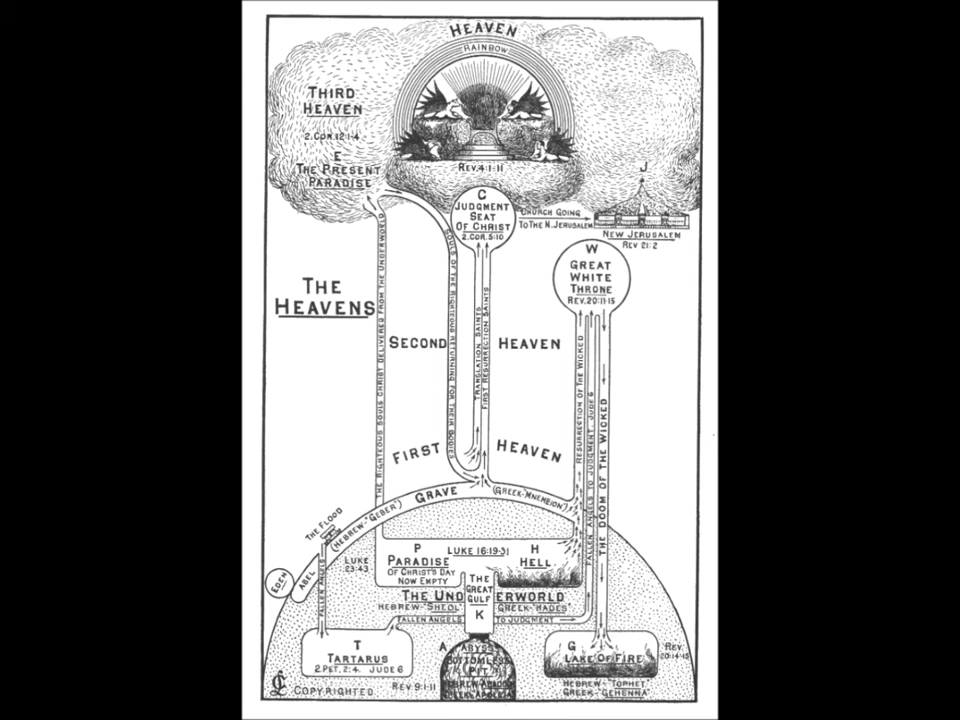 HEAVEN
RAINBOW
THIRD
HEAVEN
2.COR.12:1-4
E
THE PRESENT
PARADISE
REV.4:1-11
C
JUDGMENT
SEAT
OF CHRIST
2.COR.5:10
CHURCH GOING
TO THE N. JERUSALEM
J
NEW JERUSALEM
REV 21:2
W
GREAT
WHITE
THRONE
REV.20:11-15
THE
HEAVENS
SECOND HEAVEN
FIRST HEAVEN
THE RIGHTEOUS SOULS CHRIST DELIVERED FROM THE UNDERWORLD
SOULS OF THE RIGHTEOUS RETURNING FOR THEIR BODIES
TRANSLATION SAINTS
FIRST RESURRECTION SAINTS
RESURRECTION OF THE WICKED
FALLEN ANGELS TO JUDGMENT. JUDE 6
THE DOOM OF THE WICKED
(HEBREW-"GEBER") GRAVE (GREEK-"MNEMEION")
THE FLOOD
EDEN
ABEL
FALLEN ANGELS
LUKE
23:43
P
PARADISE
OF CHRIST'S DAY
NOW EMPTY
LUKE 16:19-31
H
HELL
THE
GREAT
GULF
K
THE UNDERWORLD
HEBREW-"SHEOL" GREEK-"HADES"
FALLEN ANGELS TO JUDGMENT
T
TARTARUS
2.PET.2:4. JUDE 6
A ABYSS
BOTTOMLESS
PIT
REV.9:1-11
G
LAKE OF FIRE
REV.
20:14-15
HEBREW-"TOPHET"
GREEK-"GEHENNA"
COPYRIGHTED